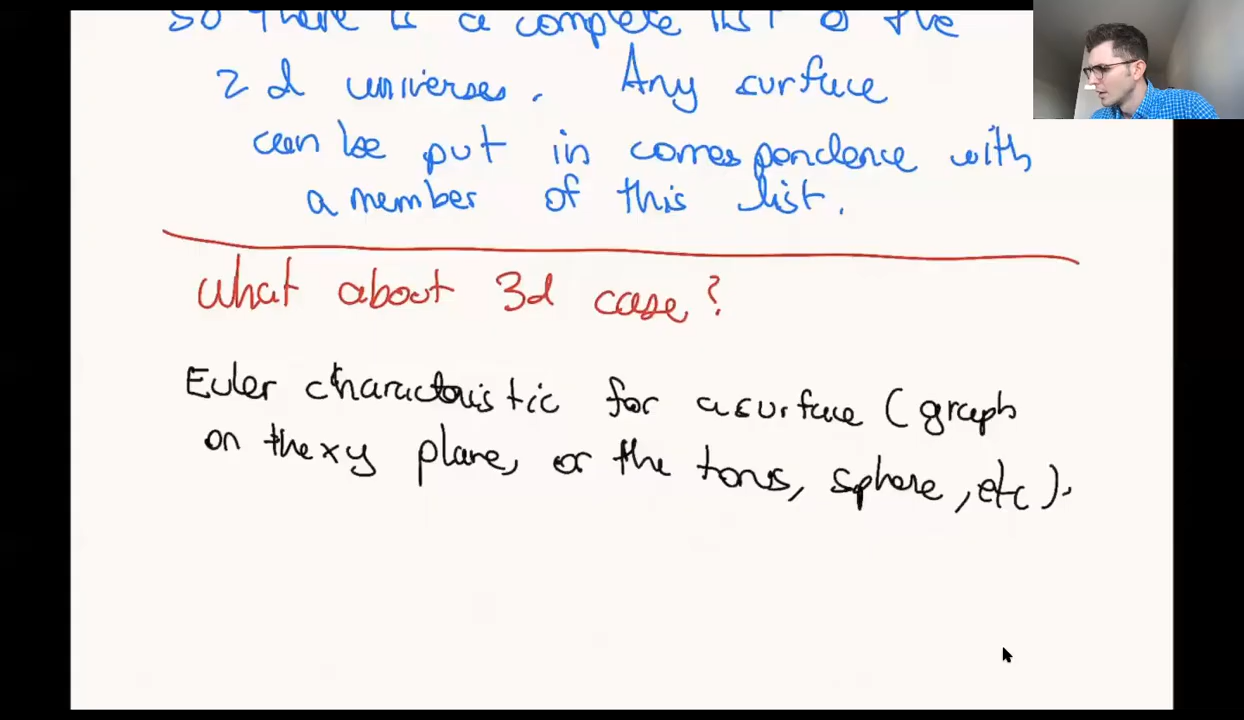 so there is a complete list of the
2d universes. Any surface
can be put in correspondence with
a member of this list.
What about 3d case?
Euler characteristic for a surface (graph
on the xy plane, or the torus, sphere, etc).